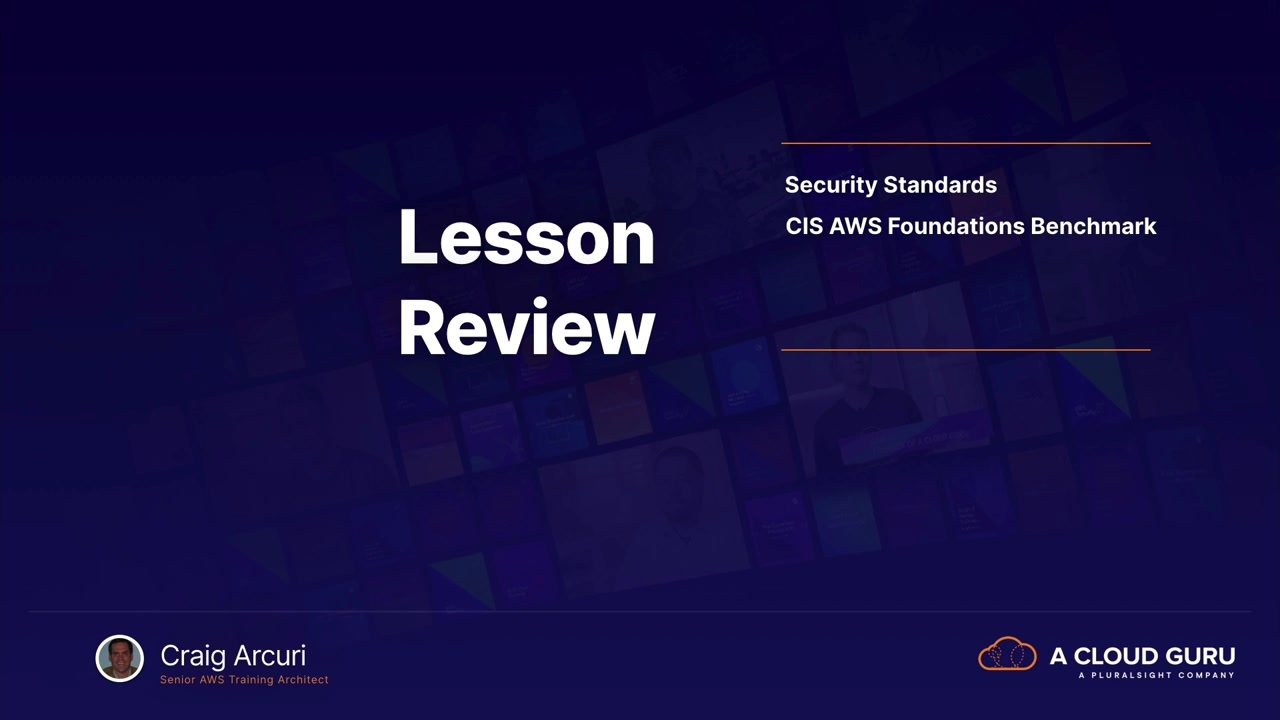 Lesson
Review
Security Standards
CIS AWS Foundations Benchmark
Craig Arcuri
Senior AWS Training Architect
A CLOUD GURU
A PLURALSIGHT COMPANY